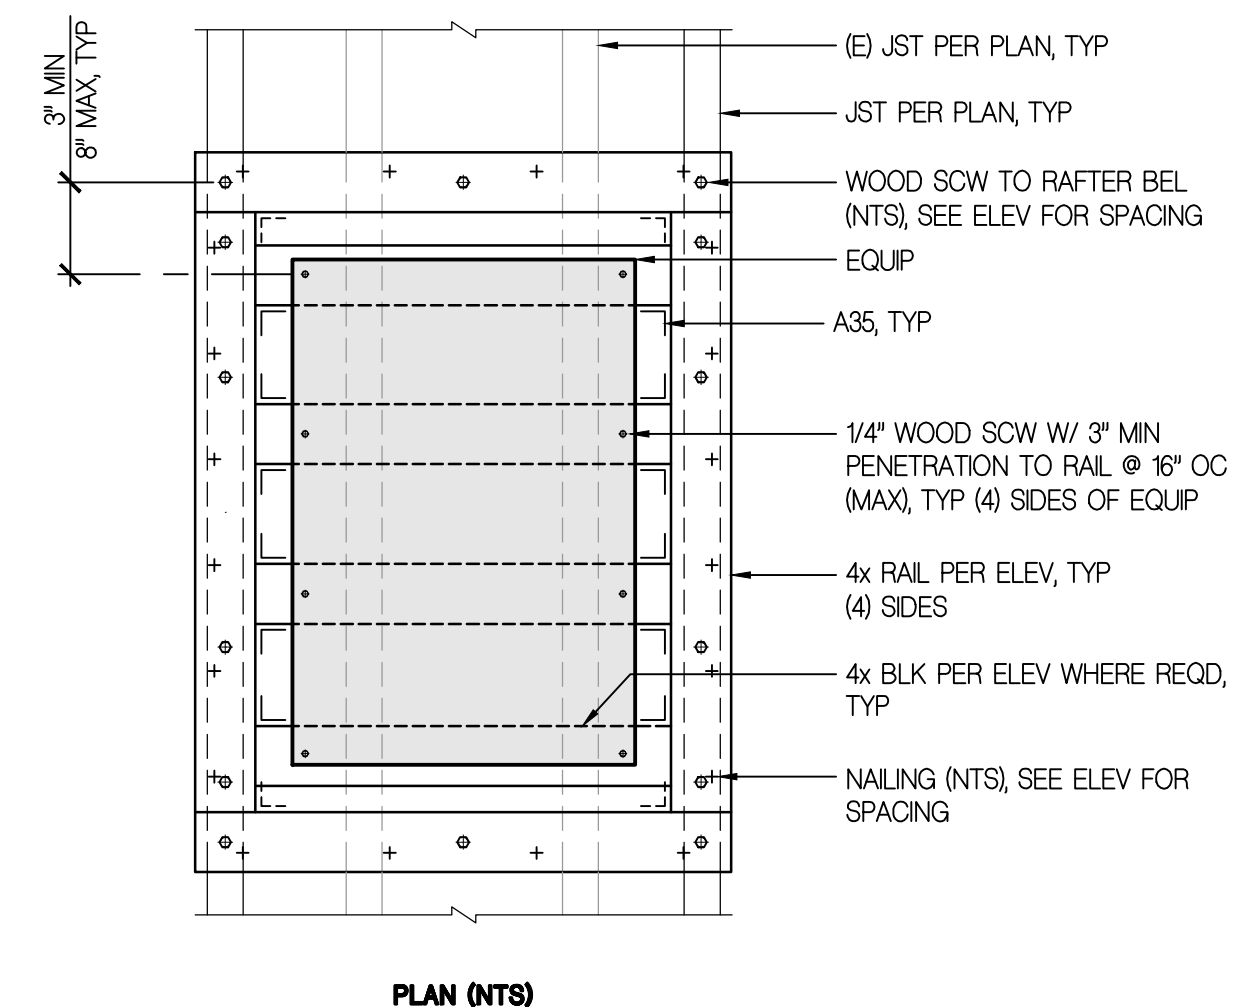 3" MIN
8" MAX, TYP
(E) JST PER PLAN, TYP
JST PER PLAN, TYP
WOOD SCW TO RAFTER BEL
(NTS), SEE ELEV FOR SPACING
EQUIP
A35, TYP
1/4" WOOD SCW W/ 3" MIN
PENETRATION TO RAIL @ 16" OC
(MAX), TYP (4) SIDES OF EQUIP
4x RAIL PER ELEV, TYP
(4) SIDES
4x BLK PER ELEV WHERE REQD,
TYP
NAILING (NTS), SEE ELEV FOR
SPACING
PLAN (NTS)